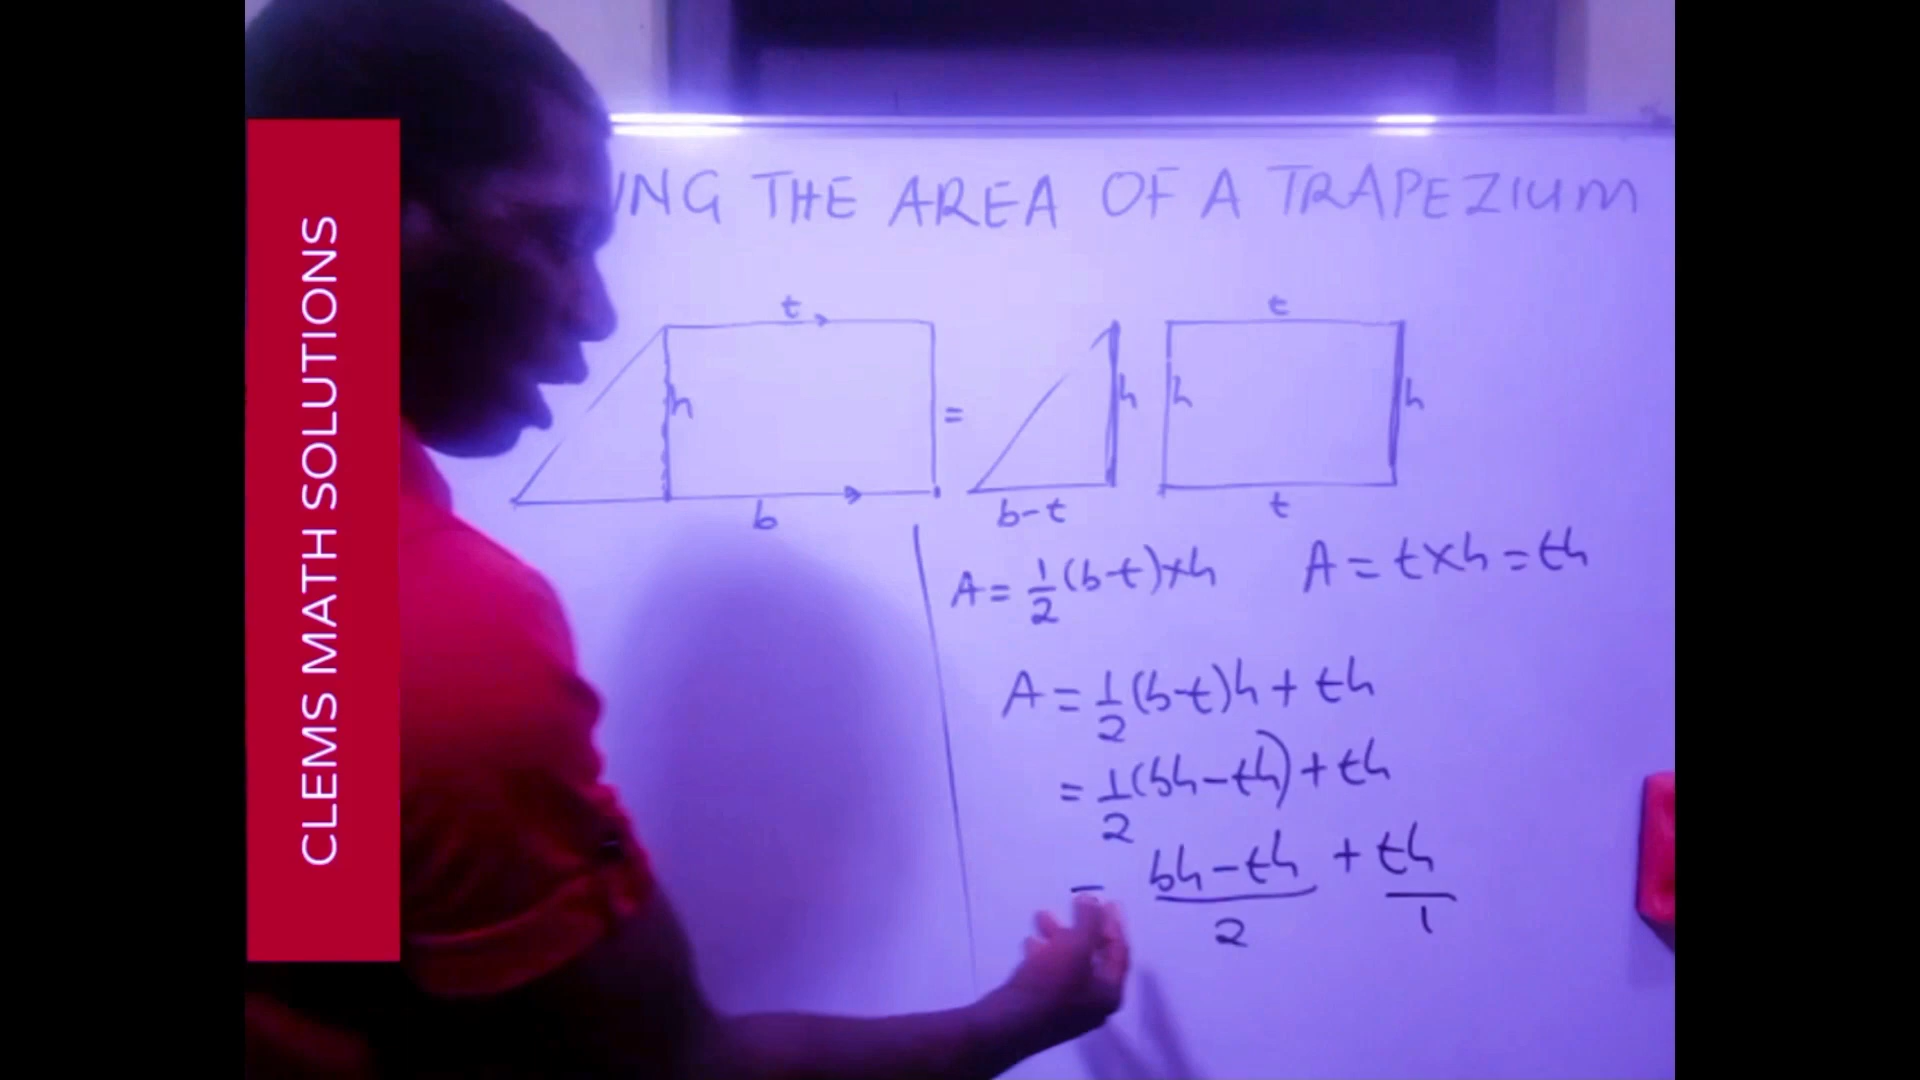 CLEMS MATH SOLUTIONS
ING THE AREA OF A TRAPEZIUM
t
t
h
=
h
h
h
b
b-t
t
A = 1/2 (b-t)×h
A = t×h = th
A = 1/2 (b-t)h + th
= 1/2 (bh-th) + th
= bh-th/2 + th/1